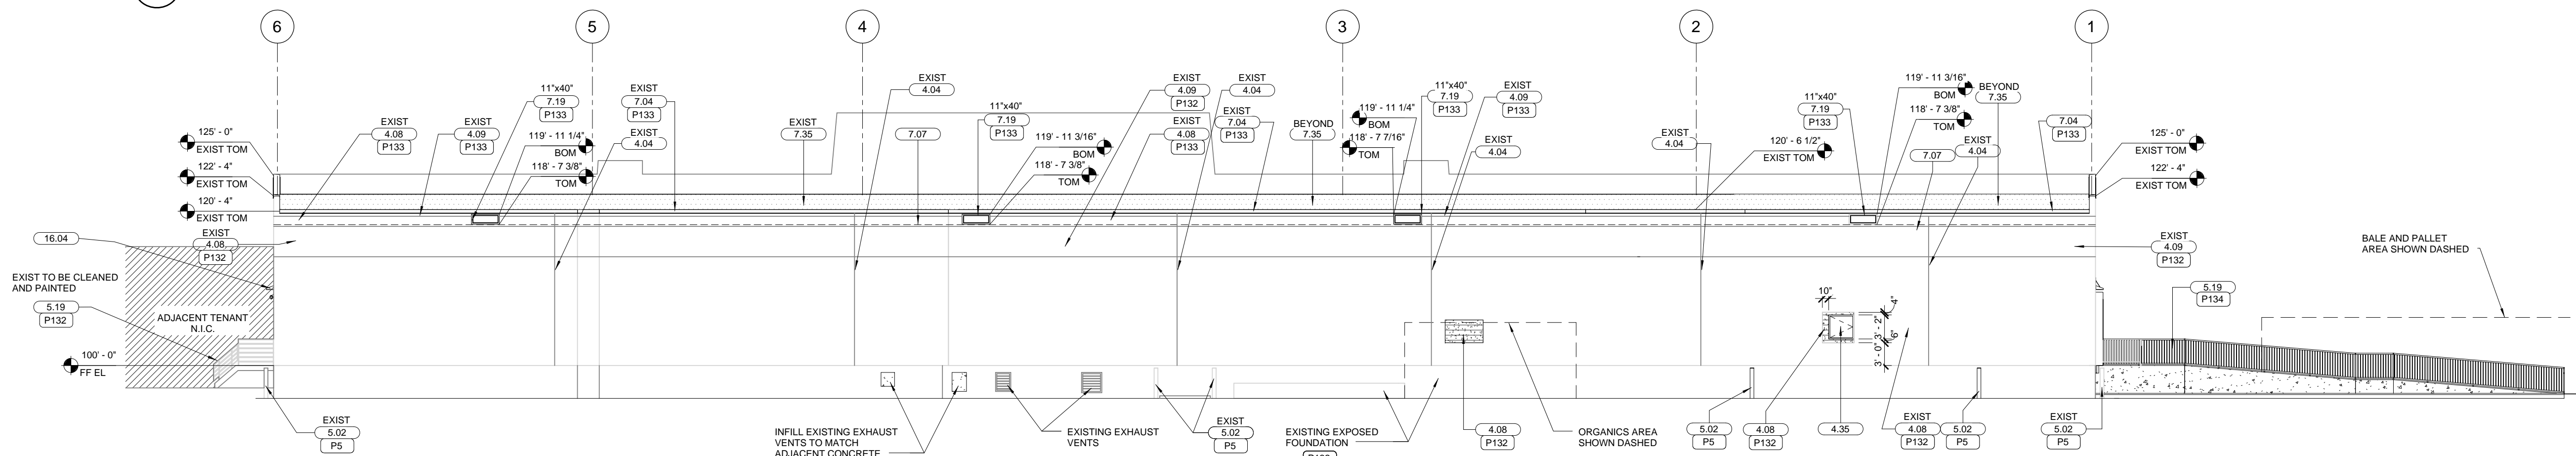 6
5
4
3
2
1
EXIST
4.08
P133
EXIST
4.09
P133
11"x40"
7.19
P133
119' - 11 1/4"
BOM
118' - 7 3/8"
TOM
EXIST
7.04
P133
EXIST
4.04
EXIST
7.35
EXIST
4.04
7.07
11"x40"
7.19
P133
119' - 11 3/16"
BOM
118' - 7 3/8"
TOM
EXIST
4.09
P132
EXIST
4.08
P133
EXIST
4.04
EXIST
7.04
P133
BEYOND
7.35
119' - 11 1/4"
BOM
118' - 7 7/16"
TOM
11"x40"
7.19
P133
EXIST
4.09
P133
EXIST
4.04
EXIST
4.04
120' - 6 1/2"
EXIST TOM
11"x40"
7.19
P133
119' - 11 3/16"
BOM
118' - 7 3/8"
TOM
BEYOND
7.35
7.07
EXIST
4.04
7.04
P133
125' - 0"
EXIST TOM
122' - 4"
EXIST TOM
125' - 0"
EXIST TOM
122' - 4"
EXIST TOM
120' - 4"
EXIST TOM
16.04
EXIST
4.08
P132
EXIST TO BE CLEANED
AND PAINTED
5.19
P132
ADJACENT TENANT
N.I.C.
100' - 0"
FF EL
EXIST
4.09
P132
BALE AND PALLET
AREA SHOWN DASHED
5.19
P134
10"
4"
3' - 2"
6"
3' - 0"
EXIST
5.02
P5
INFILL EXISTING EXHAUST
VENTS TO MATCH
ADJACENT CONCRETE
EXISTING EXHAUST
VENTS
EXIST
5.02
P5
EXISTING EXPOSED
FOUNDATION
4.08
P132
ORGANICS AREA
SHOWN DASHED
5.02
P5
4.08
P132
4.35
EXIST
4.08
P132
EXIST
5.02
P5
EXIST
5.02
P5